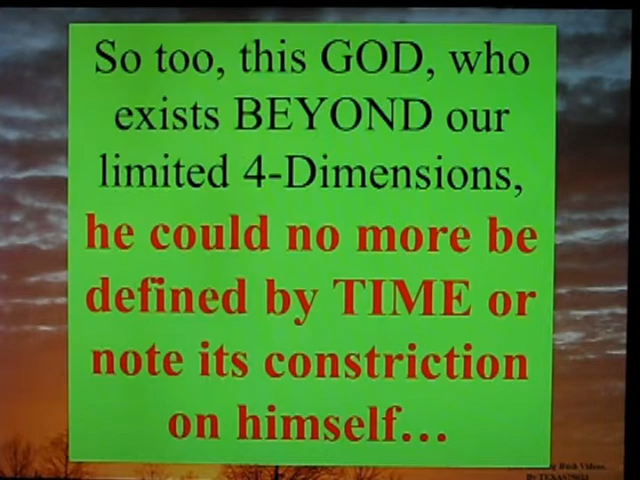 So too, this GOD, who
exists BEYOND our
limited 4-Dimensions,
he could no more be
defined by TIME or
note its constriction
on himself…
Videos.